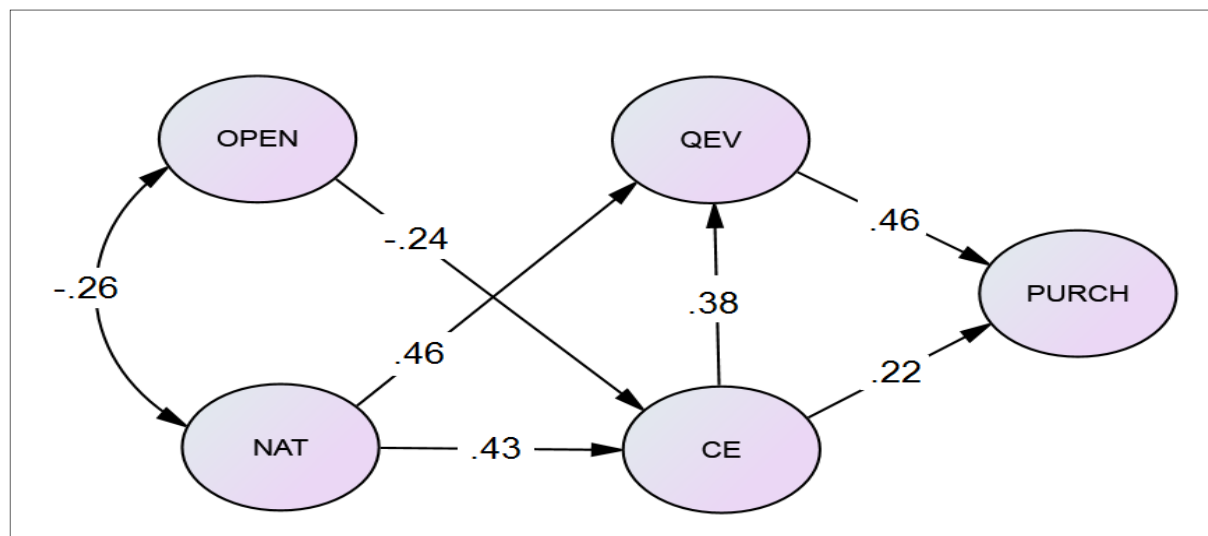 OPEN
QEV
-.24
.46
-.26
PURCH
.38
.46
.22
NAT
.43
CE